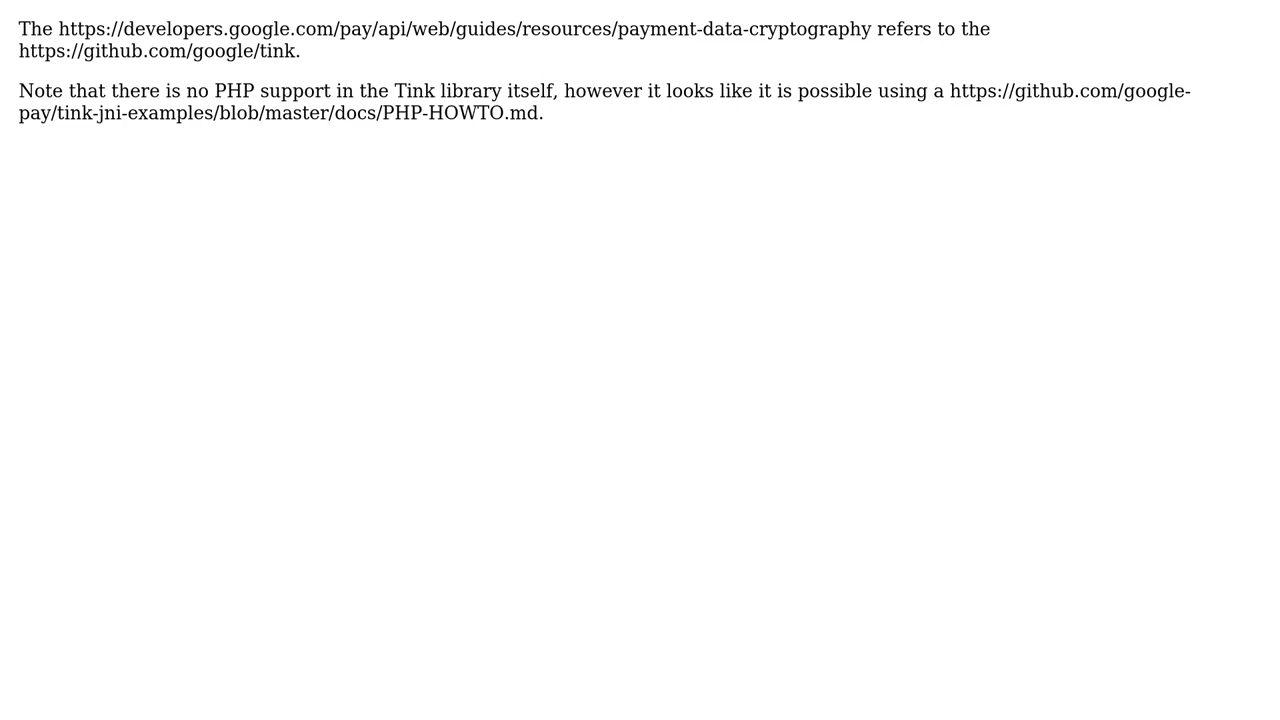 The https://developers.google.com/pay/api/web/guides/resources/payment-data-cryptography refers to the
https://github.com/google/tink.
Note that there is no PHP support in the Tink library itself, however it looks like it is possible using a https://github.com/google-
pay/tink-jni-examples/blob/master/docs/PHP-HOWTO.md.